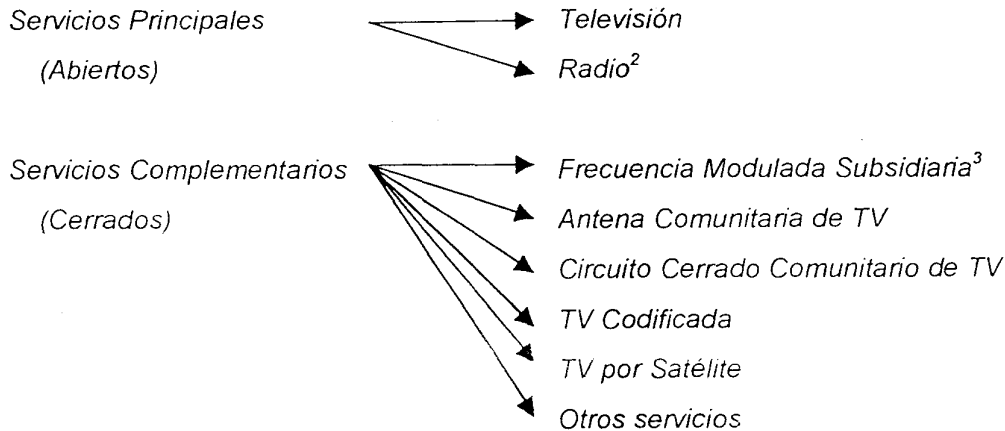 Servicios Principales
(Abiertos)
Televisión
Radio²
Servicios Complementarios
(Cerrados)
Frecuencia Modulada Subsidiaria³
Antena Comunitaria de TV
Circuito Cerrado Comunitario de TV
TV Codificada
TV por Satélite
Otros servicios